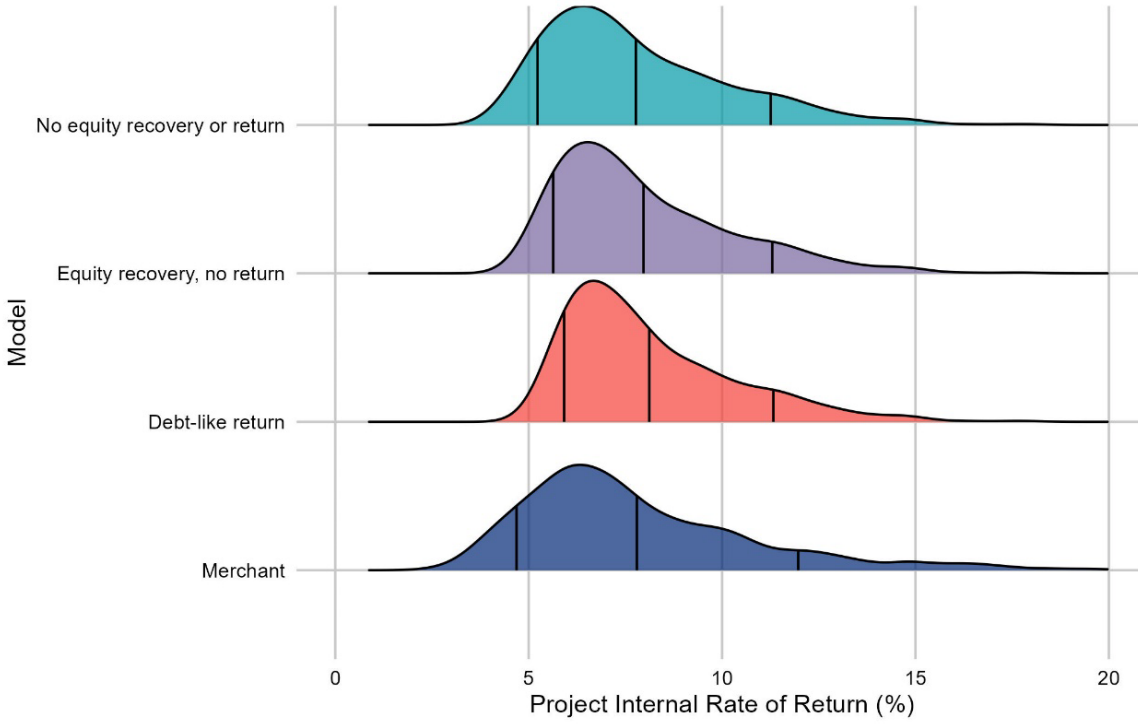 No equity recovery or return
Equity recovery, no return
Debt-like return
Merchant
Model
0 5 10 15 20
Project Internal Rate of Return (%)